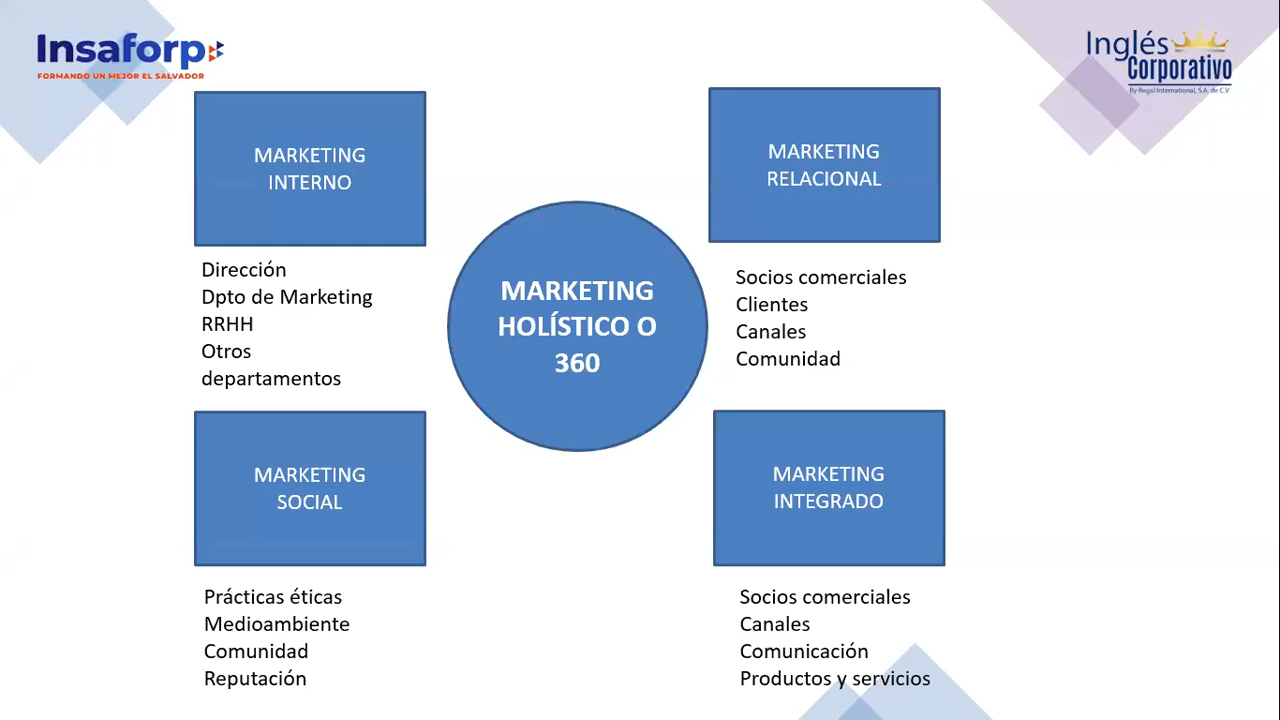 Insaforp
FORMANDO UN MEJOR EL SALVADOR
Inglés
Corporativo
By Regal International, S.A. de C.V
MARKETING
INTERNO
Dirección
Dpto de Marketing
RRHH
Otros
departamentos
MARKETING
RELACIONAL
Socios comerciales
Clientes
Canales
Comunidad
MARKETING
HOLÍSTICO O
360
MARKETING
SOCIAL
Prácticas éticas
Medioambiente
Comunidad
Reputación
MARKETING
INTEGRADO
Socios comerciales
Canales
Comunicación
Productos y servicios